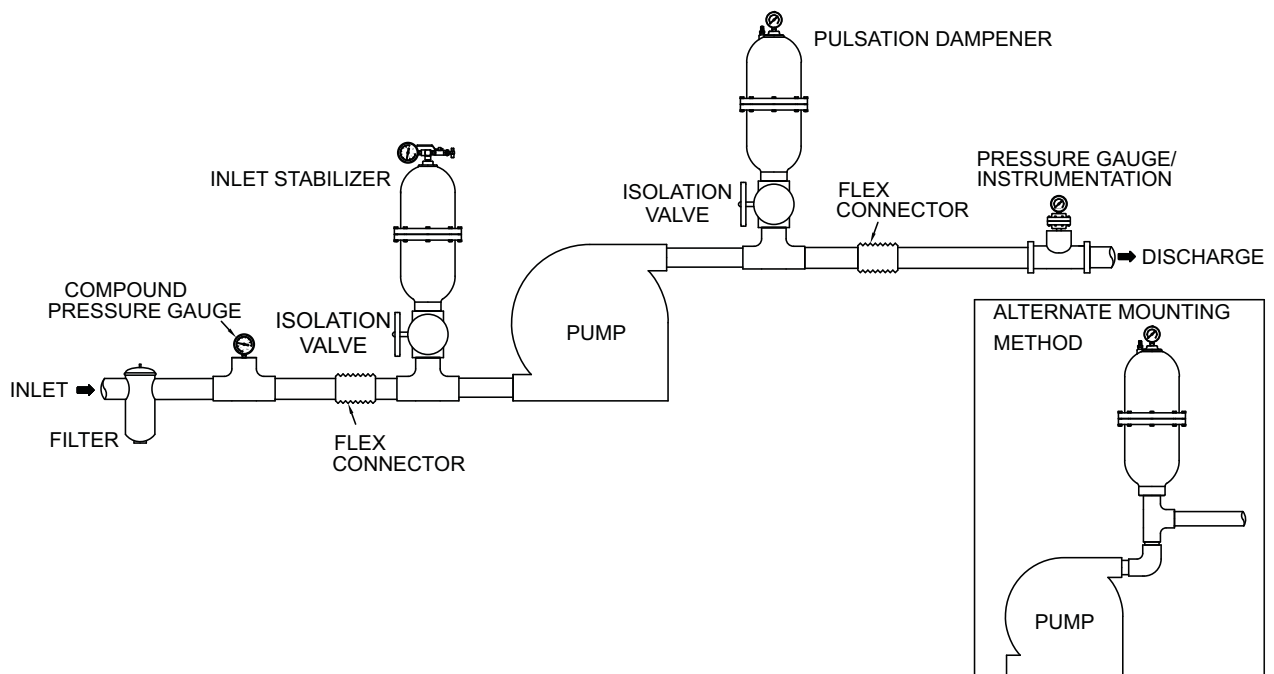 PULSATION DAMPENER
INLET STABILIZER
ISOLATION
VALVE
FLEX
CONNECTOR
PRESSURE GAUGE/
INSTRUMENTATION
DISCHARGE
COMPOUND
PRESSURE GAUGE
ISOLATION
VALVE
PUMP
INLET
FILTER
FLEX
CONNECTOR
ALTERNATE MOUNTING
METHOD
PUMP